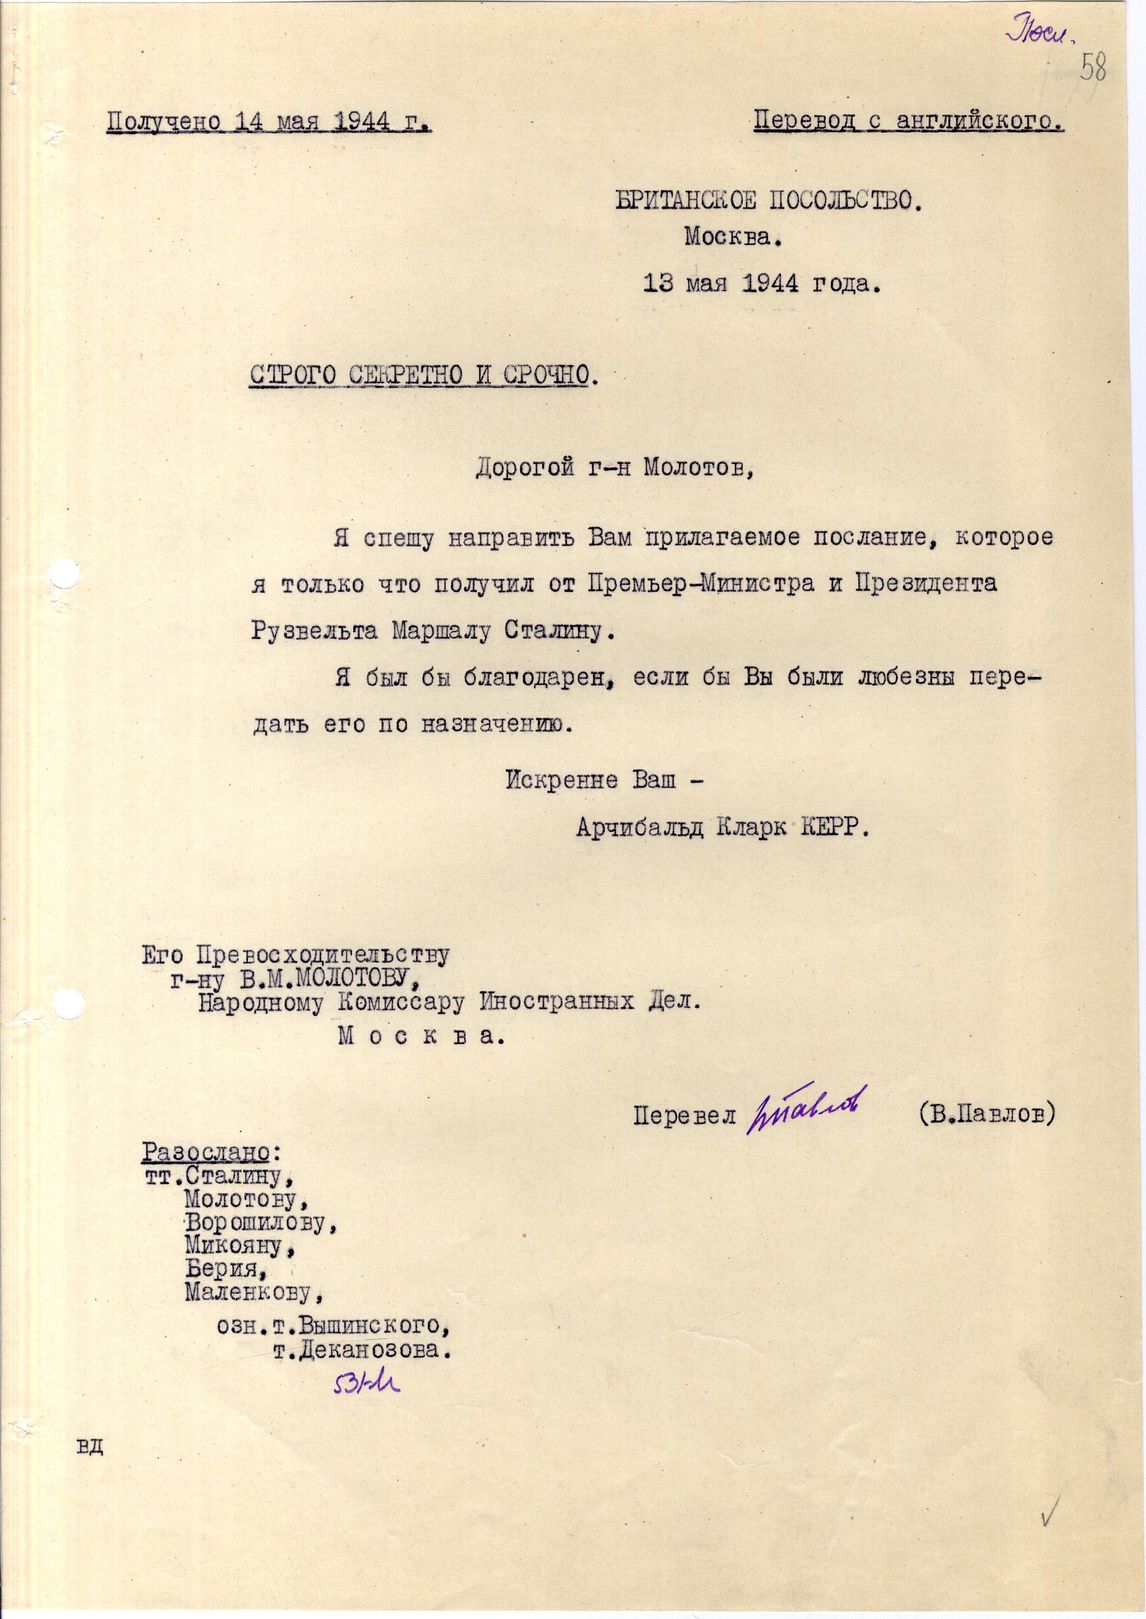 Посл.
58
Получено 14 мая 1944 г. Перевод с английского.
БРИТАНСКОЕ ПОСОЛЬСТВО.
Москва.
13 мая 1944 года.
СТРОГО СЕКРЕТНО И СРОЧНО.
Дорогой г-н Молотов,
Я спешу направить Вам прилагаемое послание, которое
я только что получил от Премьер-Министра и Президента
Рузвельта Маршалу Сталину.
Я был бы благодарен, если бы Вы были любезны пере-
дать его по назначению.
Искренне Ваш -
Арчибальд Кларк КЕРР.
Его Превосходительству
г-ну В.М.МОЛОТОВУ,
Народному Комиссару Иностранных Дел.
М о с к в а.
Перевел ВПавлов (В.Павлов)
Разослано:
тт.Сталину,
Молотову,
Ворошилову,
Микояну,
Берия,
Маленкову,
озн.т.Вышинского,
т.Деканозова.
вд